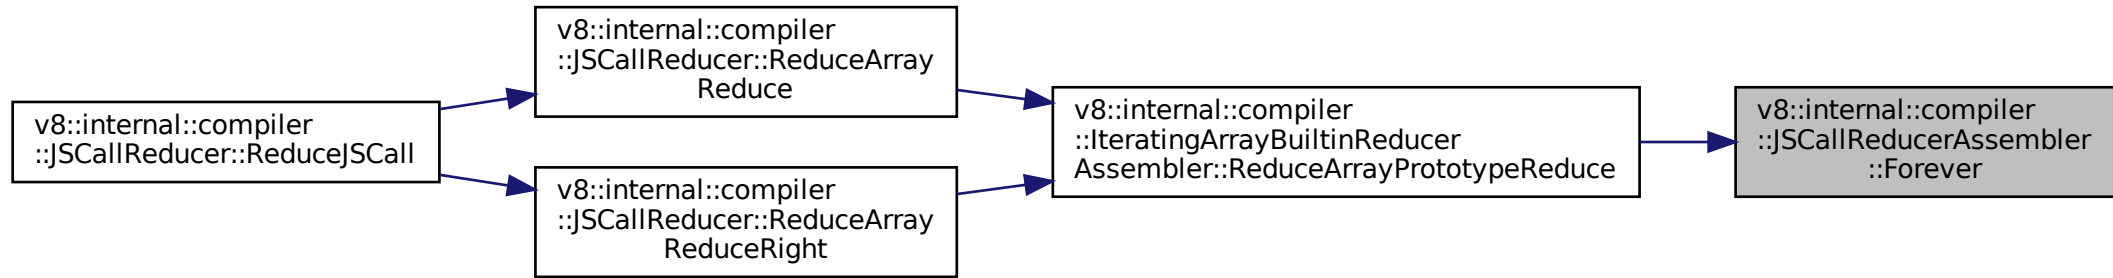 v8::internal::compiler
::JSCallReducer::ReduceJSCall
v8::internal::compiler
::JSCallReducer::ReduceArray
Reduce
v8::internal::compiler
::JSCallReducer::ReduceArray
ReduceRight
v8::internal::compiler
::IteratingArrayBuiltinReducer
Assembler::ReduceArrayPrototypeReduce
v8::internal::compiler
::JSCallReducerAssembler
::Forever